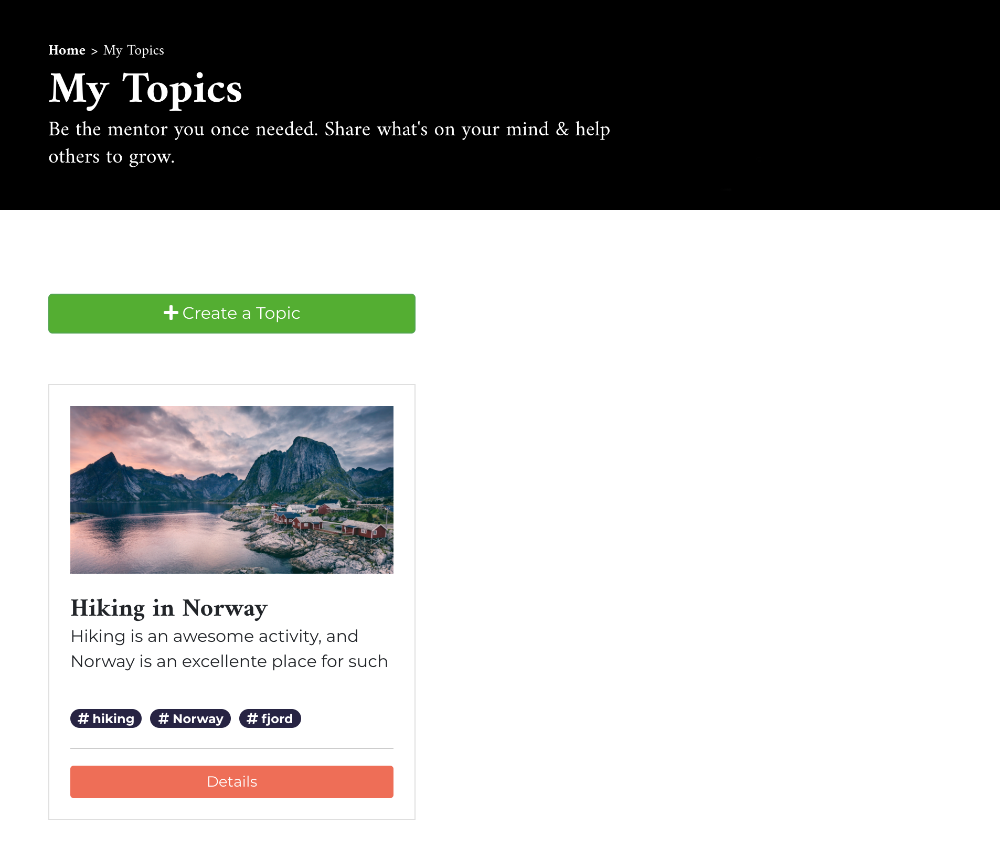 Home > My Topics
My Topics
Be the mentor you once needed. Share what's on your mind & help
others to grow.
Create a Topic
Hiking in Norway
Hiking is an awesome activity, and
Norway is an excellente place for such
# hiking # Norway # fjord
Details